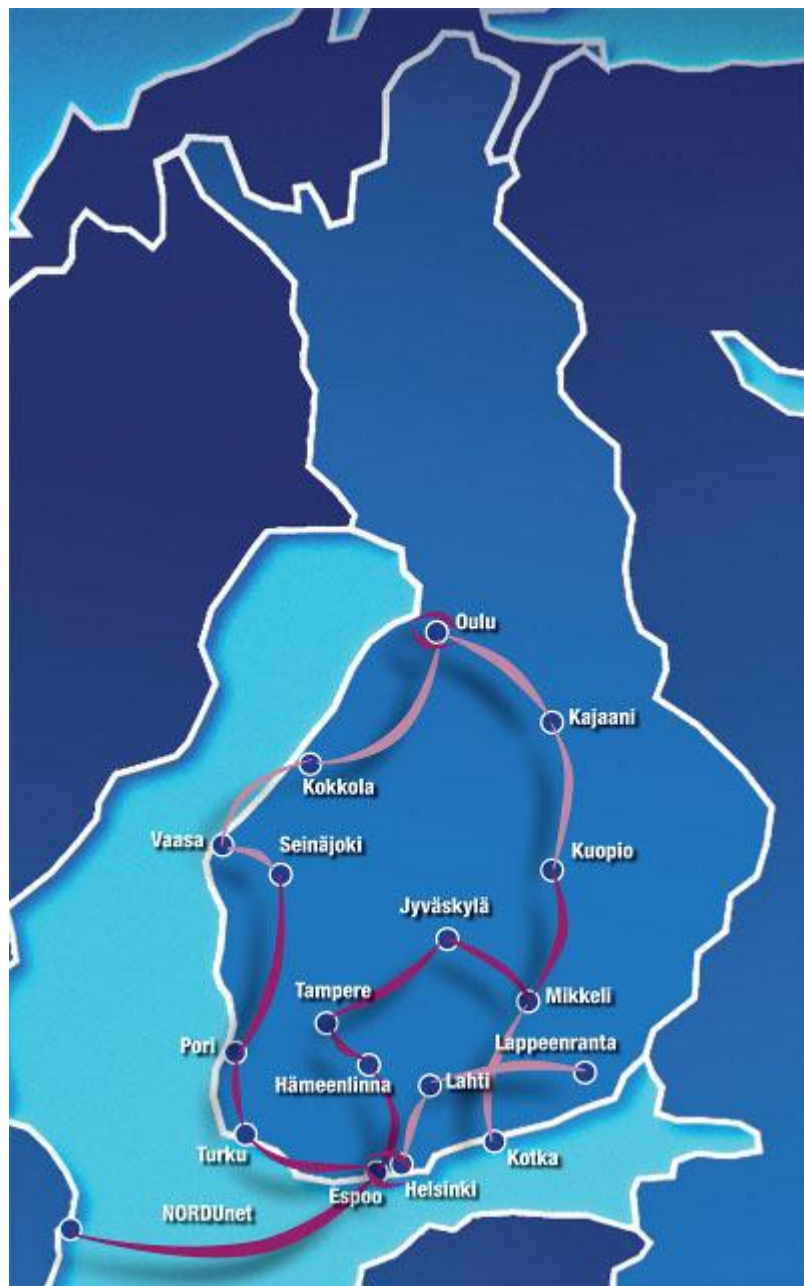 Oulu
Kajaani
Kokkola
Vaasa
Seinäjoki
Kuopio
Jyväskylä
Tampere
Mikkeli
Pori
Lappeenranta
Hämeenlinna
Lahti
Turku
Kotka
Helsinki
Espoo
NORDUnet